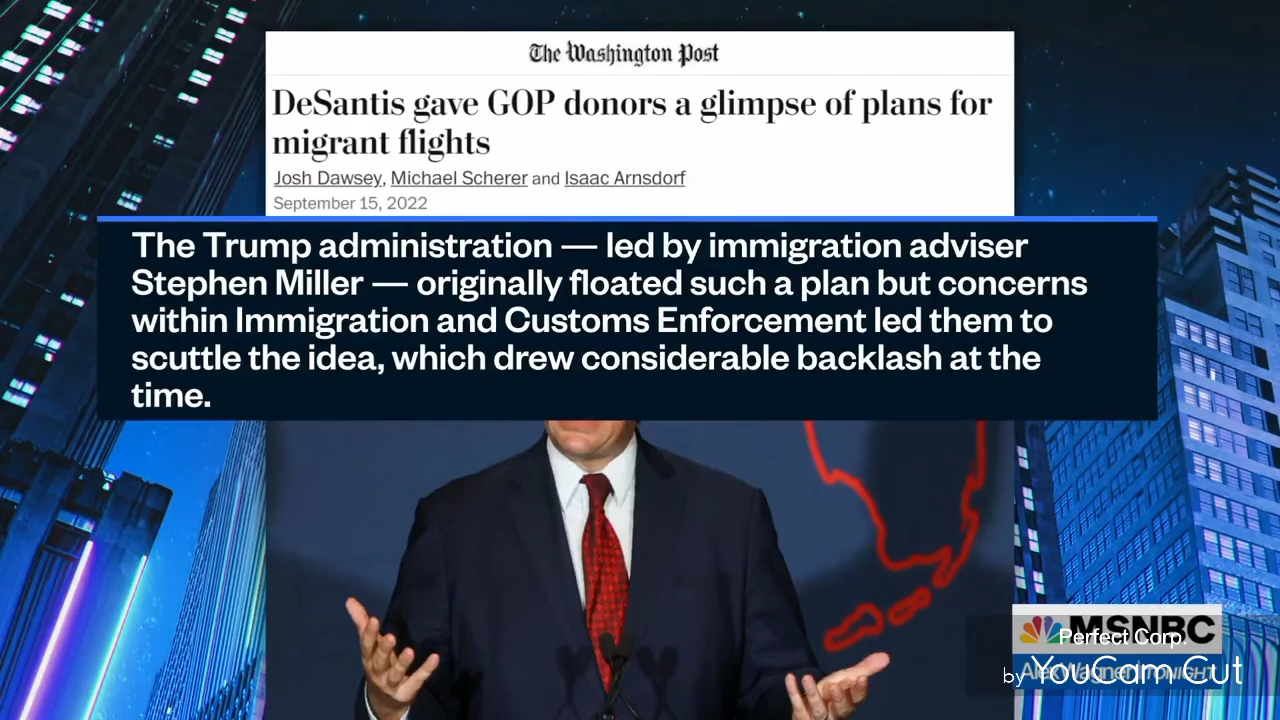 The Washington Post
DeSantis gave GOP donors a glimpse of plans for
migrant flights
Josh Dawsey, Michael Scherer and Isaac Arnsdorf
September 15, 2022
The Trump administration — led by immigration adviser
Stephen Miller — originally floated such a plan but concerns
within Immigration and Customs Enforcement led them to
scuttle the idea, which drew considerable backlash at the
time.
MSNBC
Perfect Corp.
Alex Wagner TONIGHT
by YouCam Cut